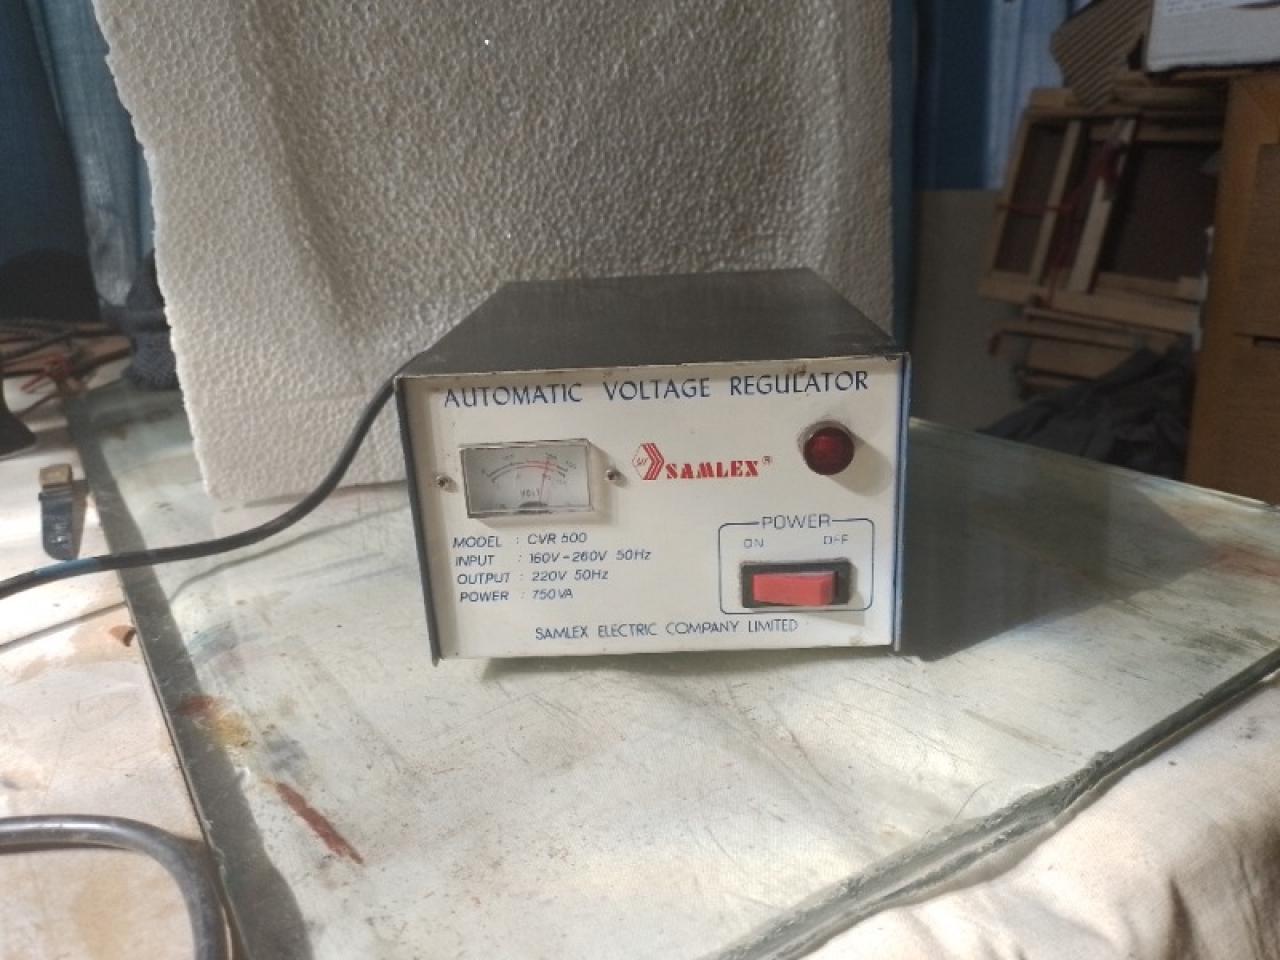 AUTOMATIC VOLTAGE REGULATOR
SAMLEX®
VOLT
POWER
ON OFF
MODEL : CVR 500
INPUT : 160V-260V 50Hz
OUTPUT : 220V 50Hz
POWER : 750VA
SAMLEX ELECTRIC COMPANY LIMITED